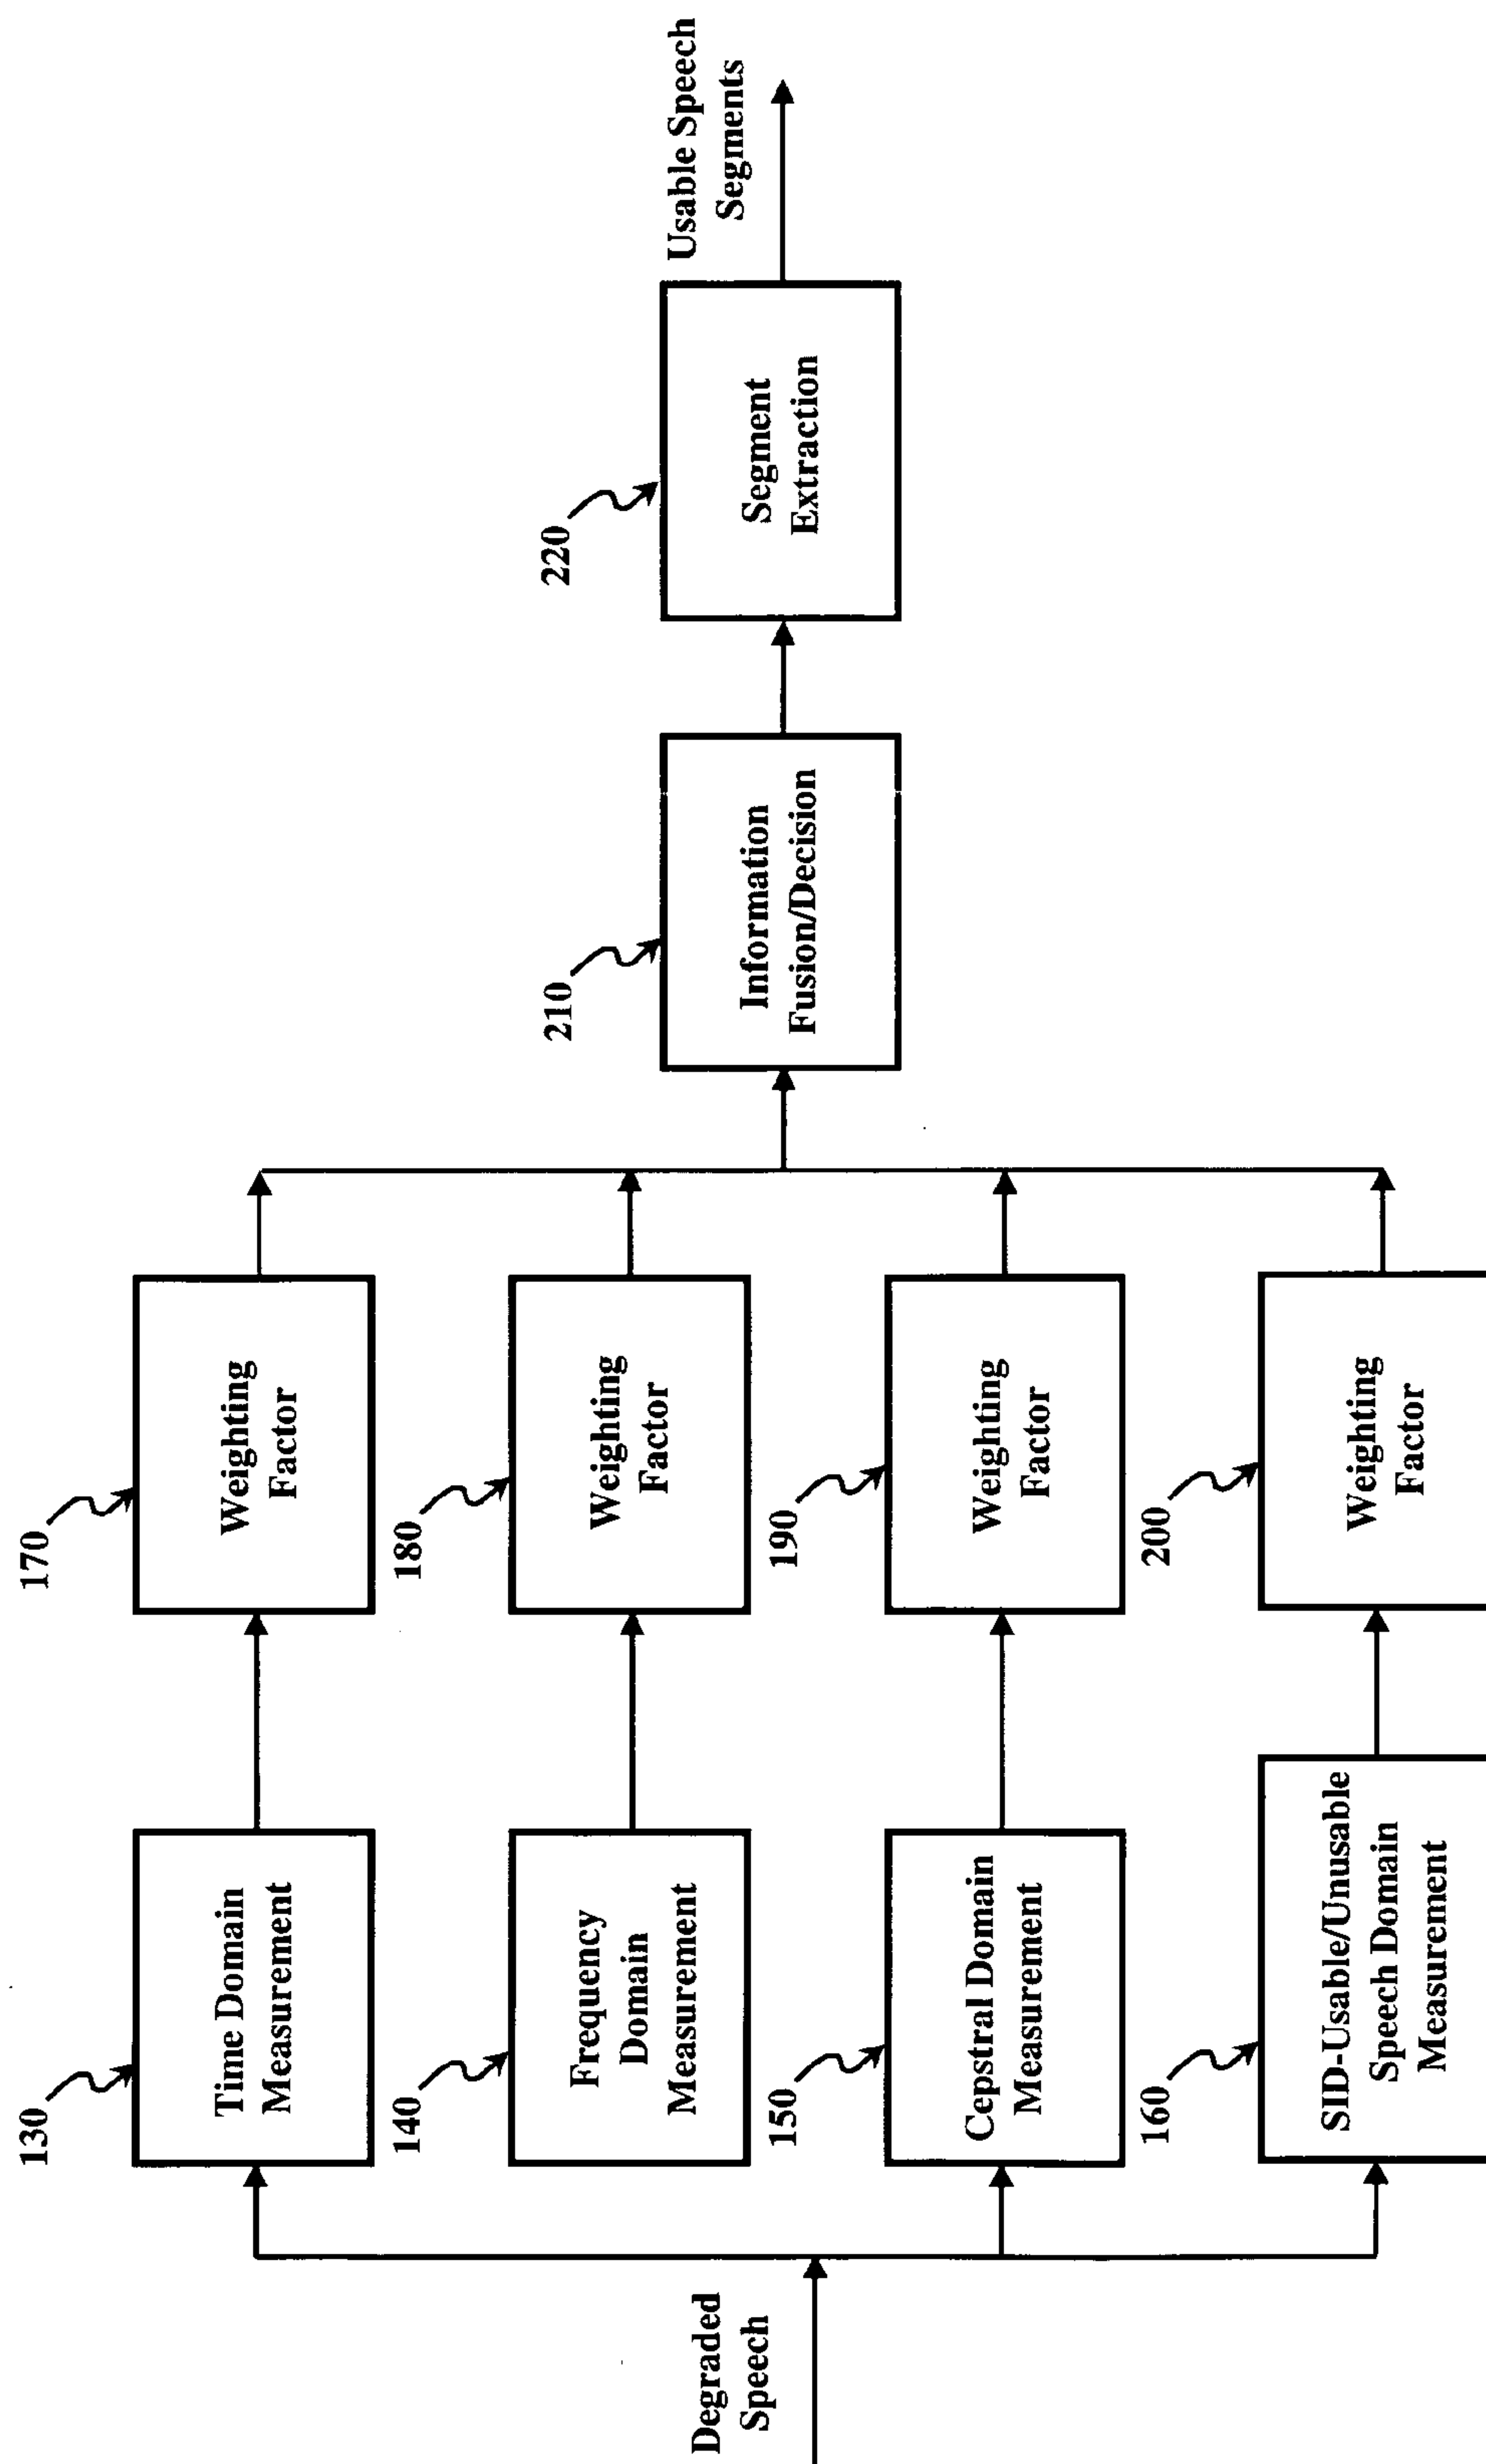 Degraded
Speech
130
Time Domain
Measurement
140
Frequency
Domain
Measurement
150
Cepstral Domain
Measurement
160
SID-Usable/Unusable
Speech Domain
Measurement
170
Weighting
Factor
180
Weighting
Factor
190
Weighting
Factor
200
Weighting
Factor
210
Information
Fusion/Decision
220
Segment
Extraction
Usable Speech
Segments